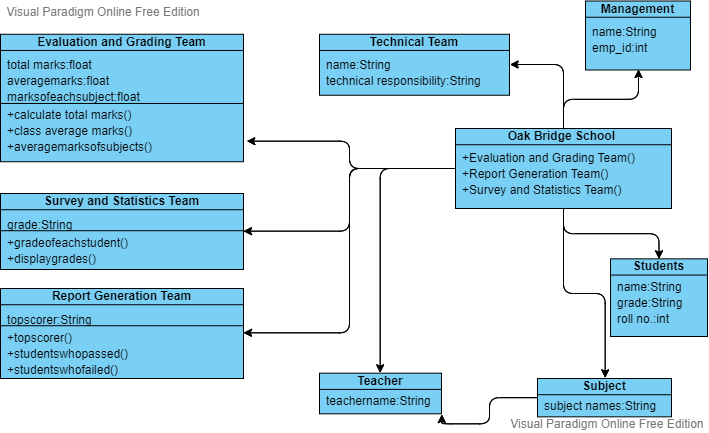 Visual Paradigm Online Free Edition
Management
name:String
emp_id:int
Evaluation and Grading Team
total marks:float
averagemarks:float
marksofeachsubject:float
+calculate total marks()
+class average marks()
+averagemarksofsubjects()
Technical Team
name:String
technical responsibility:String
Oak Bridge School
+Evaluation and Grading Team()
+Report Generation Team()
+Survey and Statistics Team()
Survey and Statistics Team
grade:String
+gradeofeachstudent()
+displaygrades()
Students
name:String
grade:String
roll no.:int
Report Generation Team
topscorer:String
+topscorer()
+studentswhopassed()
+studentswhofailed()
Teacher
teachername:String
Subject
subject names:String
Visual Paradigm Online Free Edition